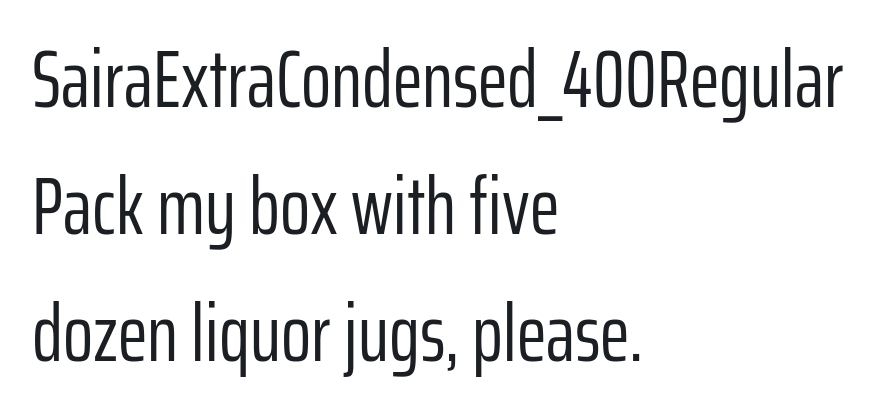 SairaExtraCondensed_400Regular
Pack my box with five
dozen liquor jugs, please.